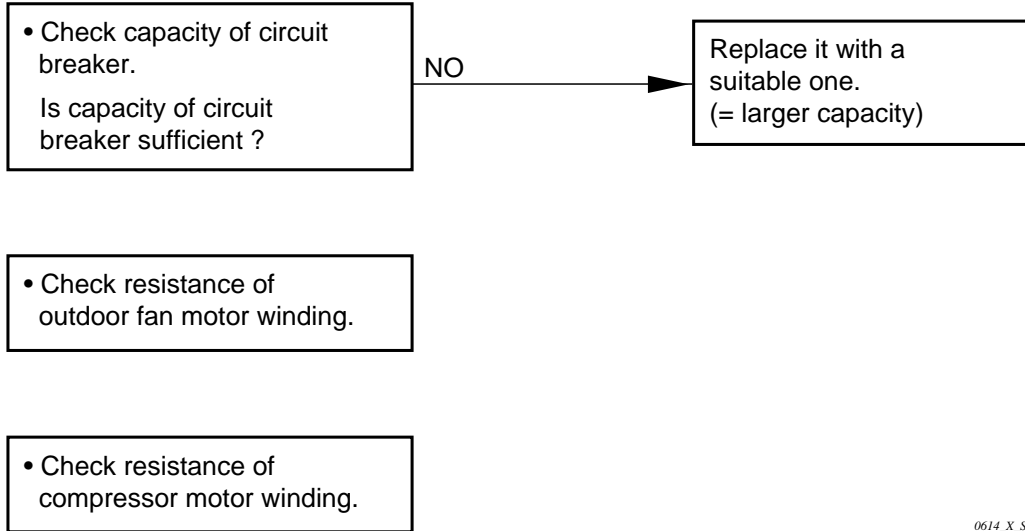 • Check capacity of circuit
breaker.
Is capacity of circuit
breaker sufficient ?
NO
Replace it with a
suitable one.
(= larger capacity)
• Check resistance of
outdoor fan motor winding.
• Check resistance of
compressor motor winding.
0614_X_S